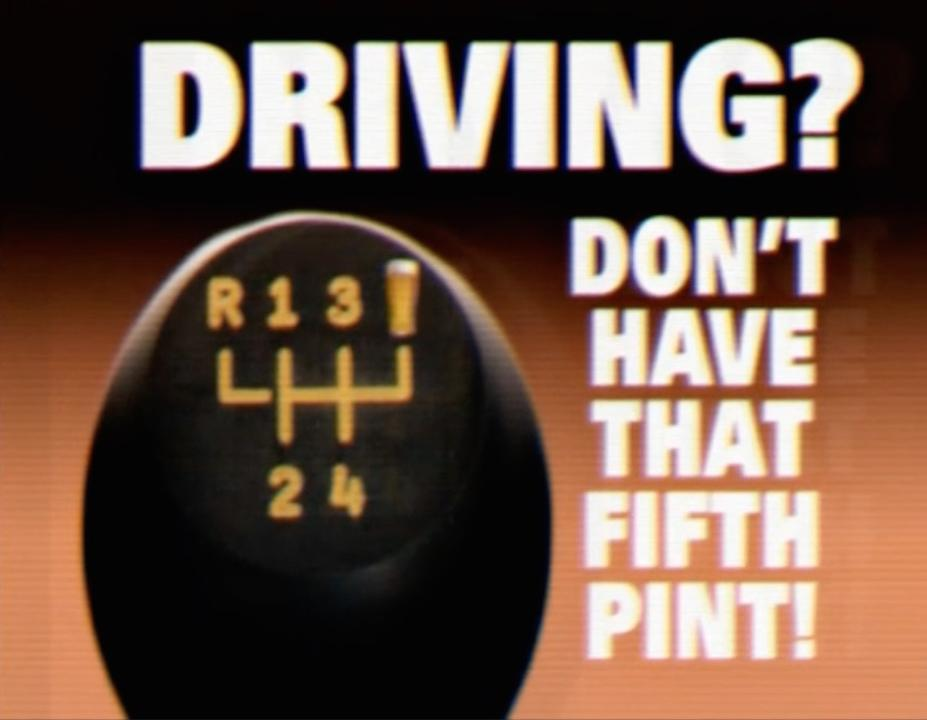 DRIVING?
DON'T
HAVE
THAT
FIFTH
PINT!
R 1 3
2 4